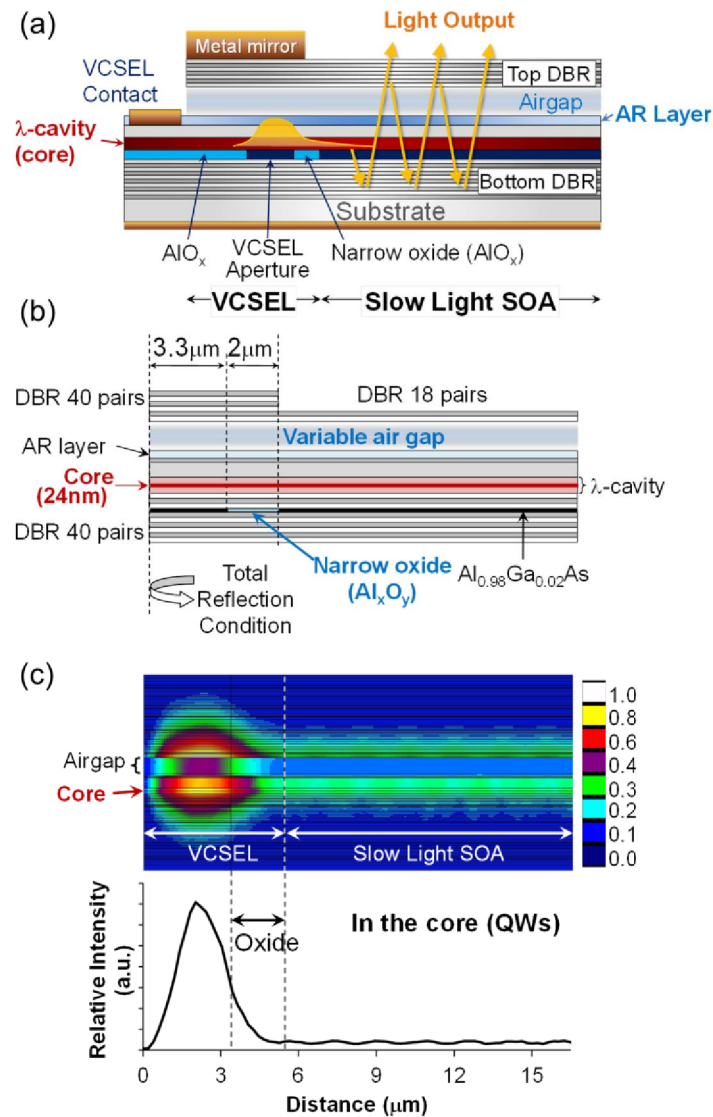 (a)
Light Output
Metal mirror
VCSEL
Contact
Top DBR
Airgap
AR Layer
λ-cavity
(core)
Bottom DBR
Substrate
AlOₓ
VCSEL
Aperture
Narrow oxide (AlOₓ)
VCSEL
Slow Light SOA
(b)
3.3μm 2μm
DBR 40 pairs
DBR 18 pairs
AR layer
Variable air gap
Core
(24nm)
λ-cavity
DBR 40 pairs
Narrow oxide
(AlₓOᵧ)
Al₀.₉₈Ga₀.₀₂As
Total
Reflection
Condition
(c)
Airgap
Core
VCSEL
Slow Light SOA
1.0
0.8
0.6
0.4
0.2
0.1
0.0
Relative Intensity
(a.u.)
Oxide
In the core (QWs)
0 3 6 9 12 15
Distance (μm)